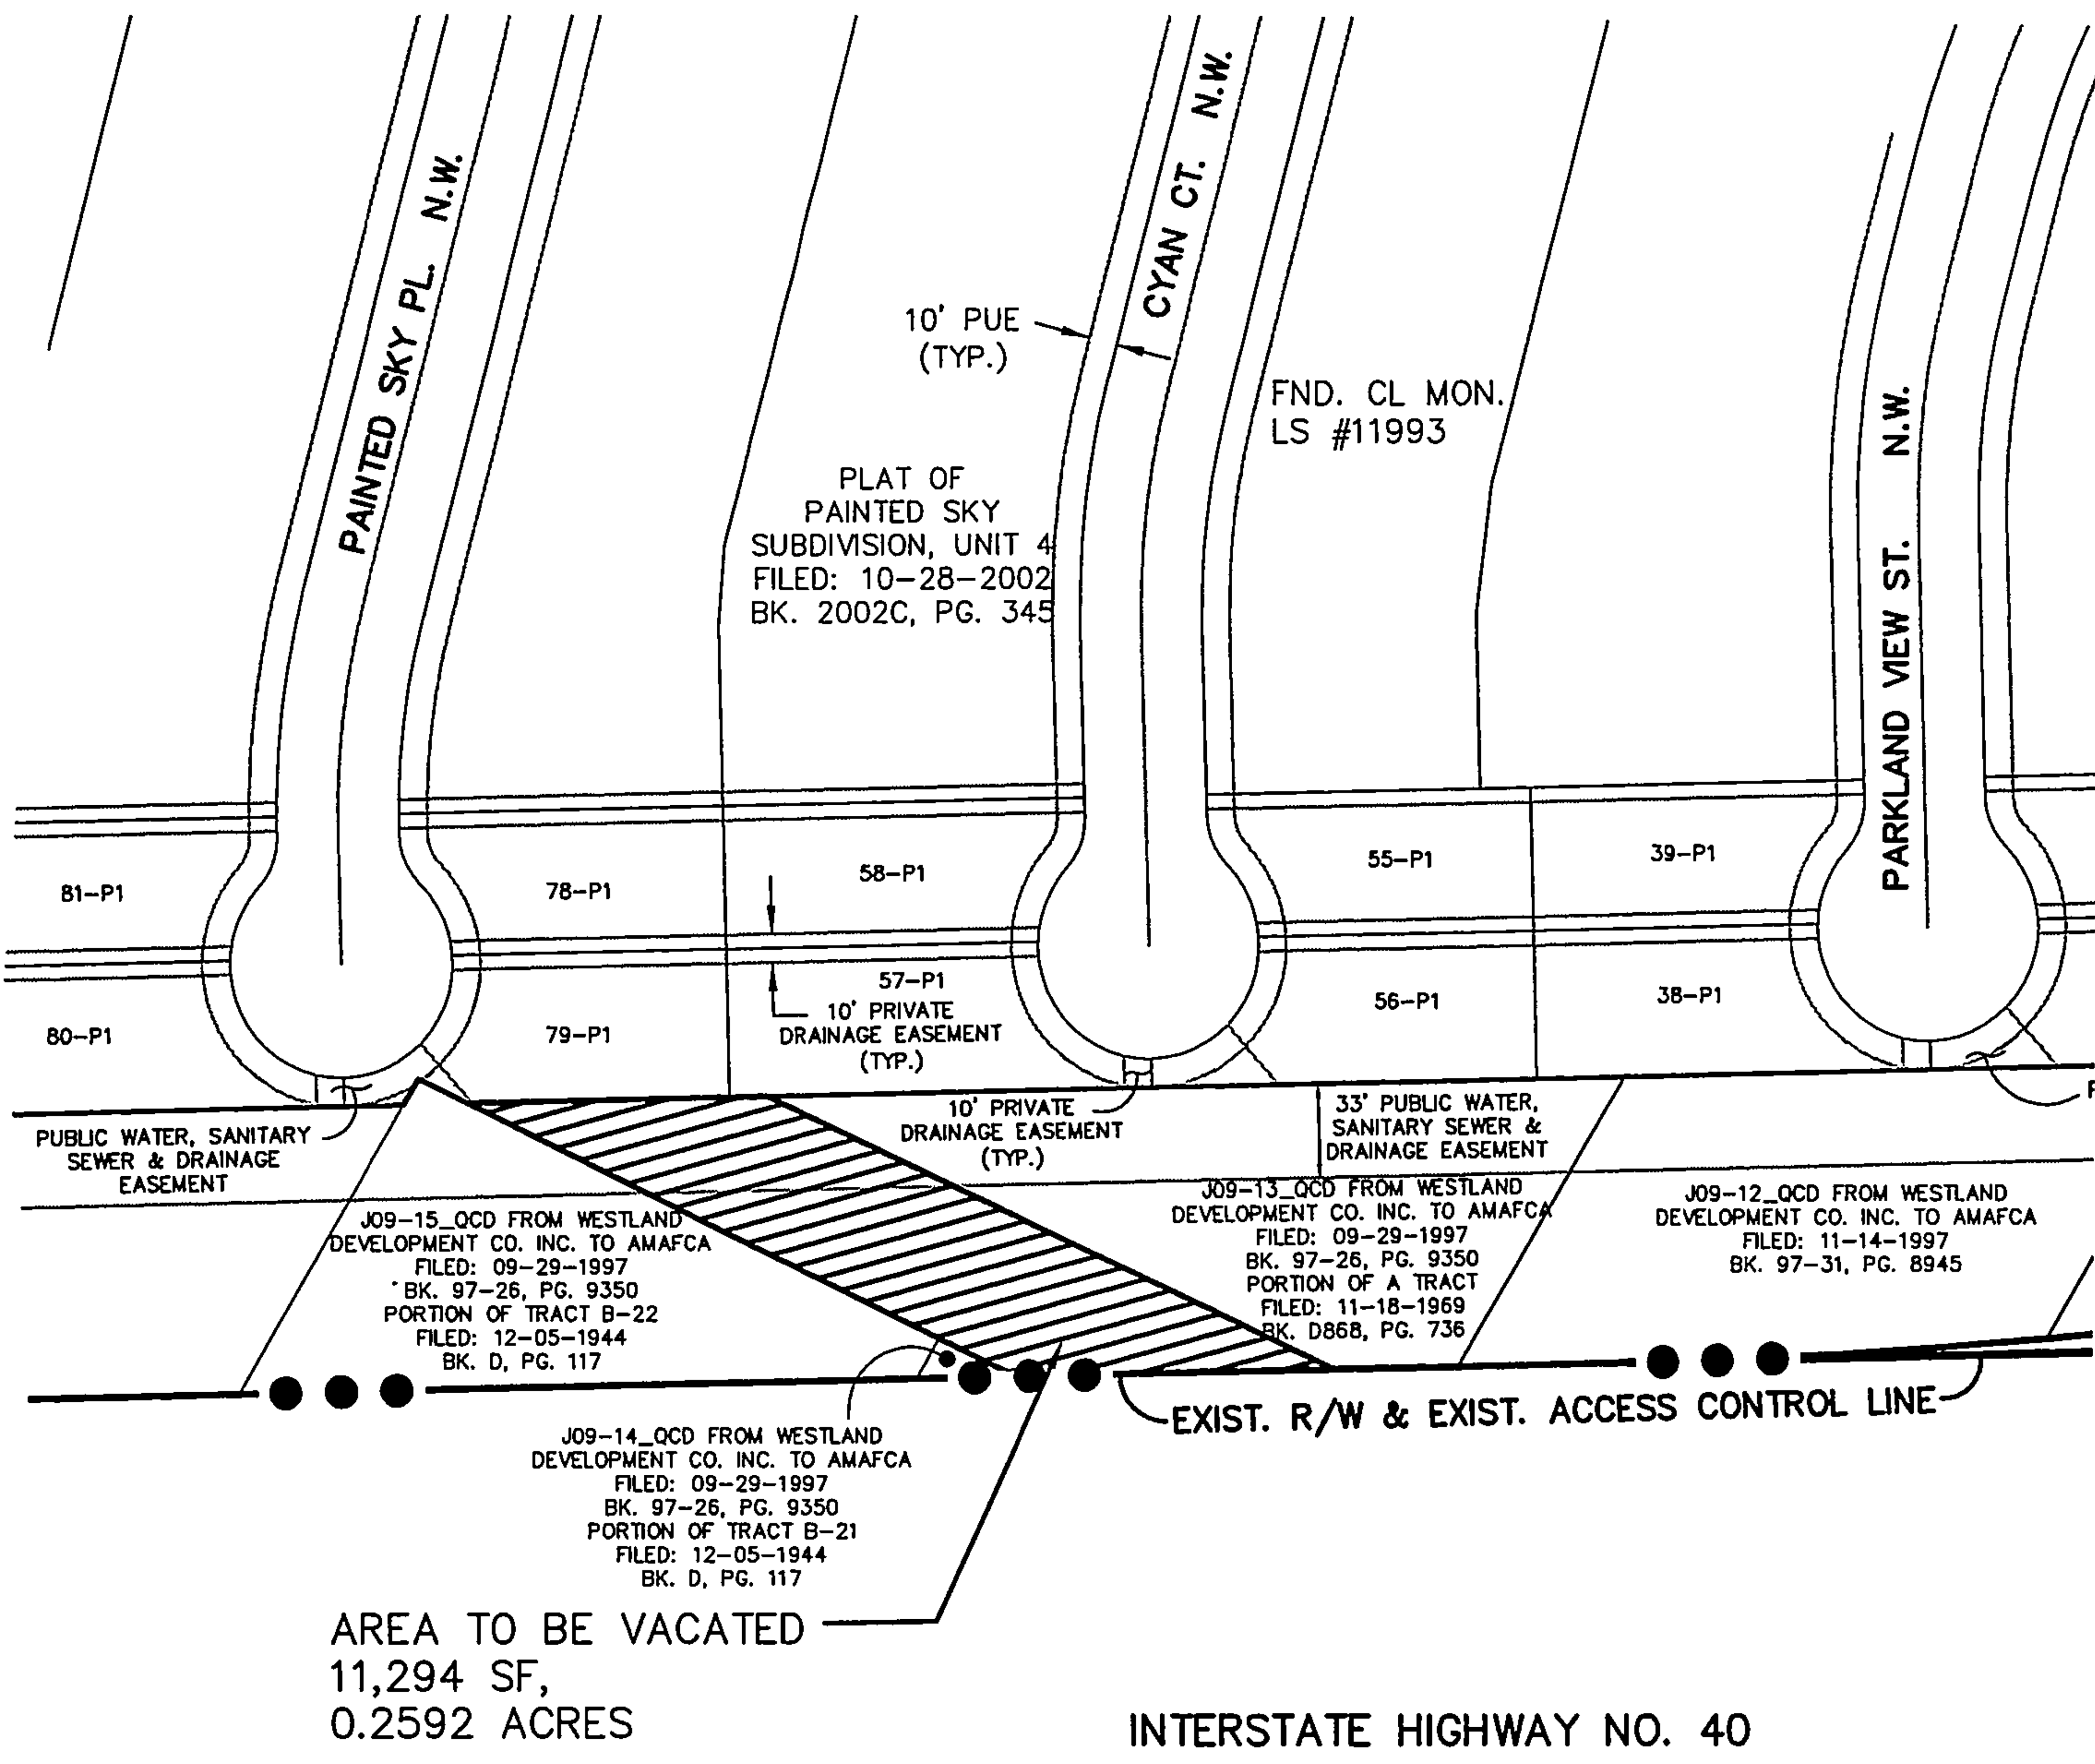 PAINTED SKY PL. N.W.
CYAN CT. N.W.
PARKLAND VIEW ST. N.W.
10' PUE
(TYP.)
FND. CL MON.
LS #11993
PLAT OF
PAINTED SKY
SUBDIVISION, UNIT 4
FILED: 10-28-2002
BK. 2002C, PG. 345
81-P1
78-P1
58-P1
55-P1
39-P1
80-P1
79-P1
57-P1
10' PRIVATE
DRAINAGE EASEMENT
(TYP.)
56-P1
38-P1
PUBLIC WATER, SANITARY
SEWER & DRAINAGE
EASEMENT
10' PRIVATE
DRAINAGE EASEMENT
(TYP.)
33' PUBLIC WATER,
SANITARY SEWER &
DRAINAGE EASEMENT
J09-15_QCD FROM WESTLAND
DEVELOPMENT CO. INC. TO AMAFCA
FILED: 09-29-1997
BK. 97-26, PG. 9350
PORTION OF TRACT B-22
FILED: 12-05-1944
BK. D, PG. 117
J09-13_QCD FROM WESTLAND
DEVELOPMENT CO. INC. TO AMAFCA
FILED: 09-29-1997
BK. 97-26, PG. 9350
PORTION OF A TRACT
FILED: 11-18-1969
BK. D868, PG. 736
J09-12_QCD FROM WESTLAND
DEVELOPMENT CO. INC. TO AMAFCA
FILED: 11-14-1997
BK. 97-31, PG. 8945
EXIST. R/W & EXIST. ACCESS CONTROL LINE
J09-14_QCD FROM WESTLAND
DEVELOPMENT CO. INC. TO AMAFCA
FILED: 09-29-1997
BK. 97-26, PG. 9350
PORTION OF TRACT B-21
FILED: 12-05-1944
BK. D, PG. 117
AREA TO BE VACATED
11,294 SF,
0.2592 ACRES
INTERSTATE HIGHWAY NO. 40